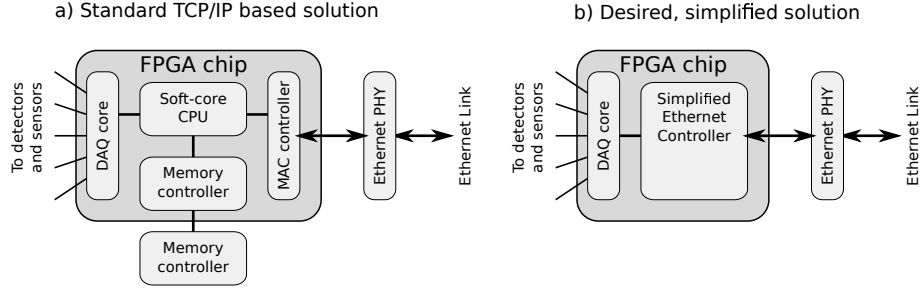 a) Standard TCP/IP based solution
FPGA chip
To detectors
and sensors
DAQ core
Soft-core
CPU
Memory
controller
MAC controller
Ethernet PHY
Ethernet Link
Memory
controller
b) Desired, simplified solution
FPGA chip
To detectors
and sensors
DAQ core
Simplified
Ethernet
Controller
Ethernet PHY
Ethernet Link